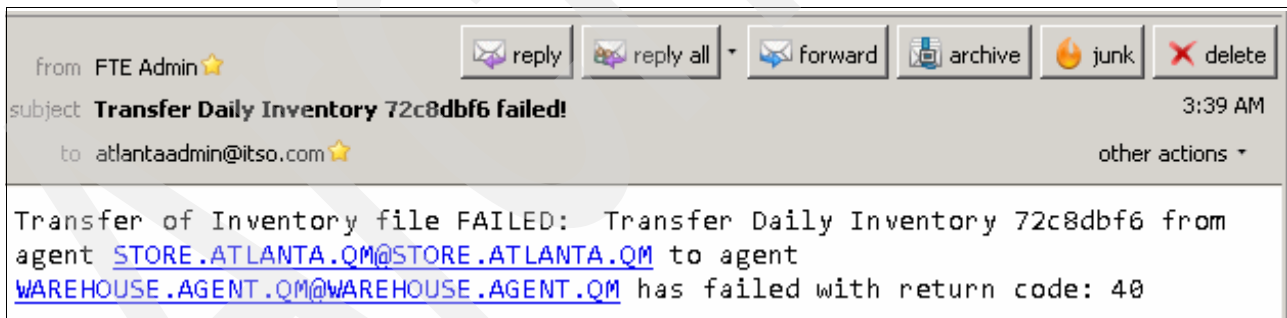 from FTE Admin reply reply all forward archive junk delete
subject Transfer Daily Inventory 72c8dbf6 failed! 3:39 AM
to atlantaadmin@itso.com other actions
Transfer of Inventory file FAILED: Transfer Daily Inventory 72c8dbf6 from
agent STORE.ATLANTA.QM@STORE.ATLANTA.QM to agent
WAREHOUSE.AGENT.QM@WAREHOUSE.AGENT.QM has failed with return code: 40